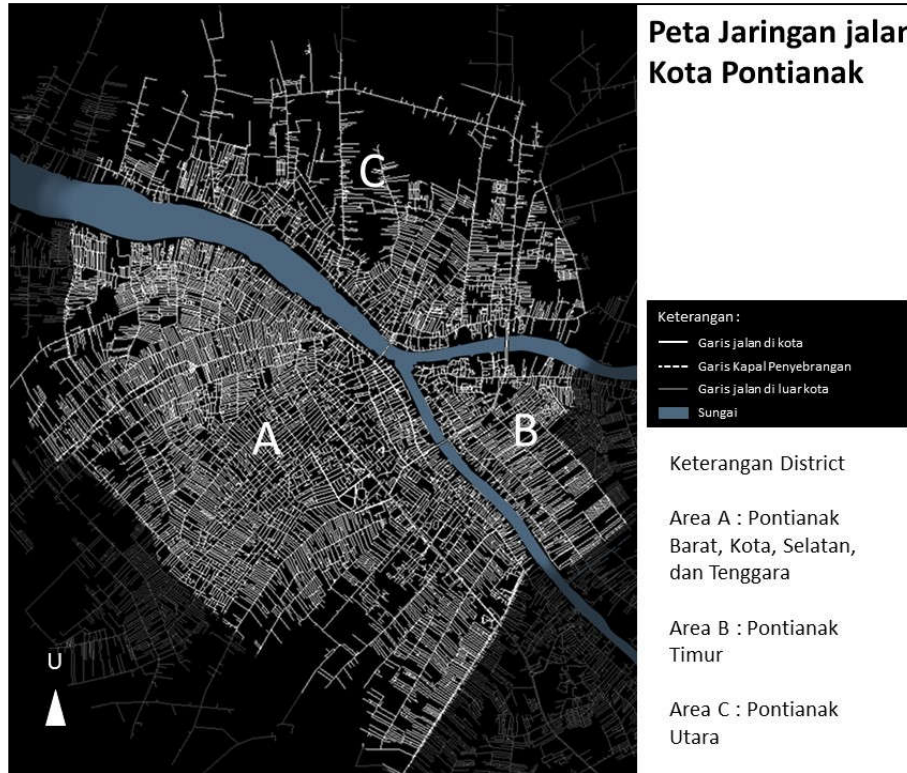 Peta Jaringan jalan
Kota Pontianak
C
A
B
U
Keterangan :
Garis jalan di kota
Garis Kapal Penyebrangan
Garis jalan di luar kota
Sungai
Keterangan District
Area A : Pontianak
Barat, Kota, Selatan,
dan Tenggara
Area B : Pontianak
Timur
Area C : Pontianak
Utara